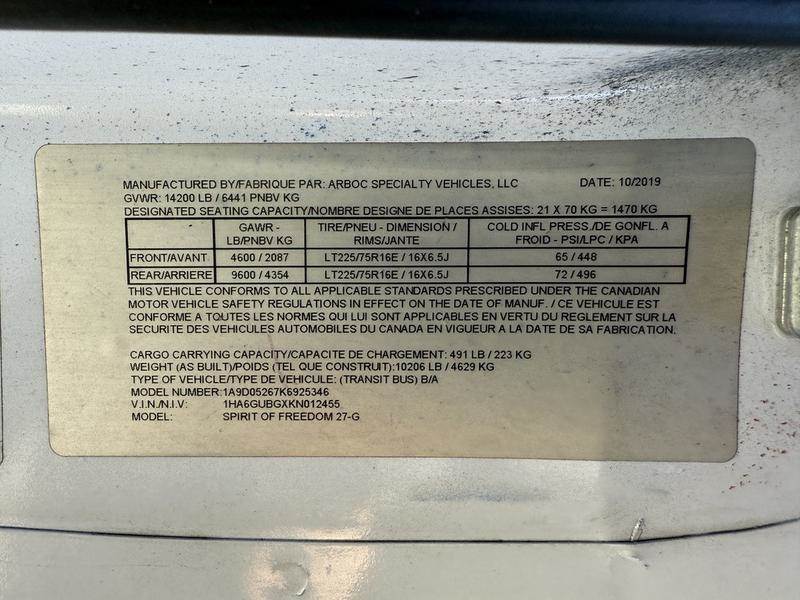 MANUFACTURED BY/FABRIQUE PAR: ARBOC SPECIALTY VEHICLES, LLC DATE: 10/2019
GVWR: 14200 LB / 6441 PNBV KG
DESIGNATED SEATING CAPACITY/NOMBRE DESIGNE DE PLACES ASSISES: 21 X 70 KG = 1470 KG
GAWR - LB/PNBV KG TIRE/PNEU - DIMENSION / RIMS/JANTE COLD INFL PRESS./DE GONFL. A FROID - PSI/LPC / KPA
FRONT/AVANT 4600 / 2087 LT225/75R16E / 16X6.5J 65 / 448
REAR/ARRIERE 9600 / 4354 LT225/75R16E / 16X6.5J 72 / 496
THIS VEHICLE CONFORMS TO ALL APPLICABLE STANDARDS PRESCRIBED UNDER THE CANADIAN
MOTOR VEHICLE SAFETY REGULATIONS IN EFFECT ON THE DATE OF MANUF. / CE VEHICULE EST
CONFORME A TOUTES LES NORMES QUI LUI SONT APPLICABLES EN VERTU DU REGLEMENT SUR LA
SECURITE DES VEHICULES AUTOMOBILES DU CANADA EN VIGUEUR A LA DATE DE SA FABRICATION.
CARGO CARRYING CAPACITY/CAPACITE DE CHARGEMENT: 491 LB / 223 KG
WEIGHT (AS BUILT)/POIDS (TEL QUE CONSTRUIT):10206 LB / 4629 KG
TYPE OF VEHICLE/TYPE DE VEHICULE: (TRANSIT BUS) B/A
MODEL NUMBER:1A9D05267K6925346
V.I.N./N.I.V: 1HA6GUBGXKN012455
MODEL: SPIRIT OF FREEDOM 27-G